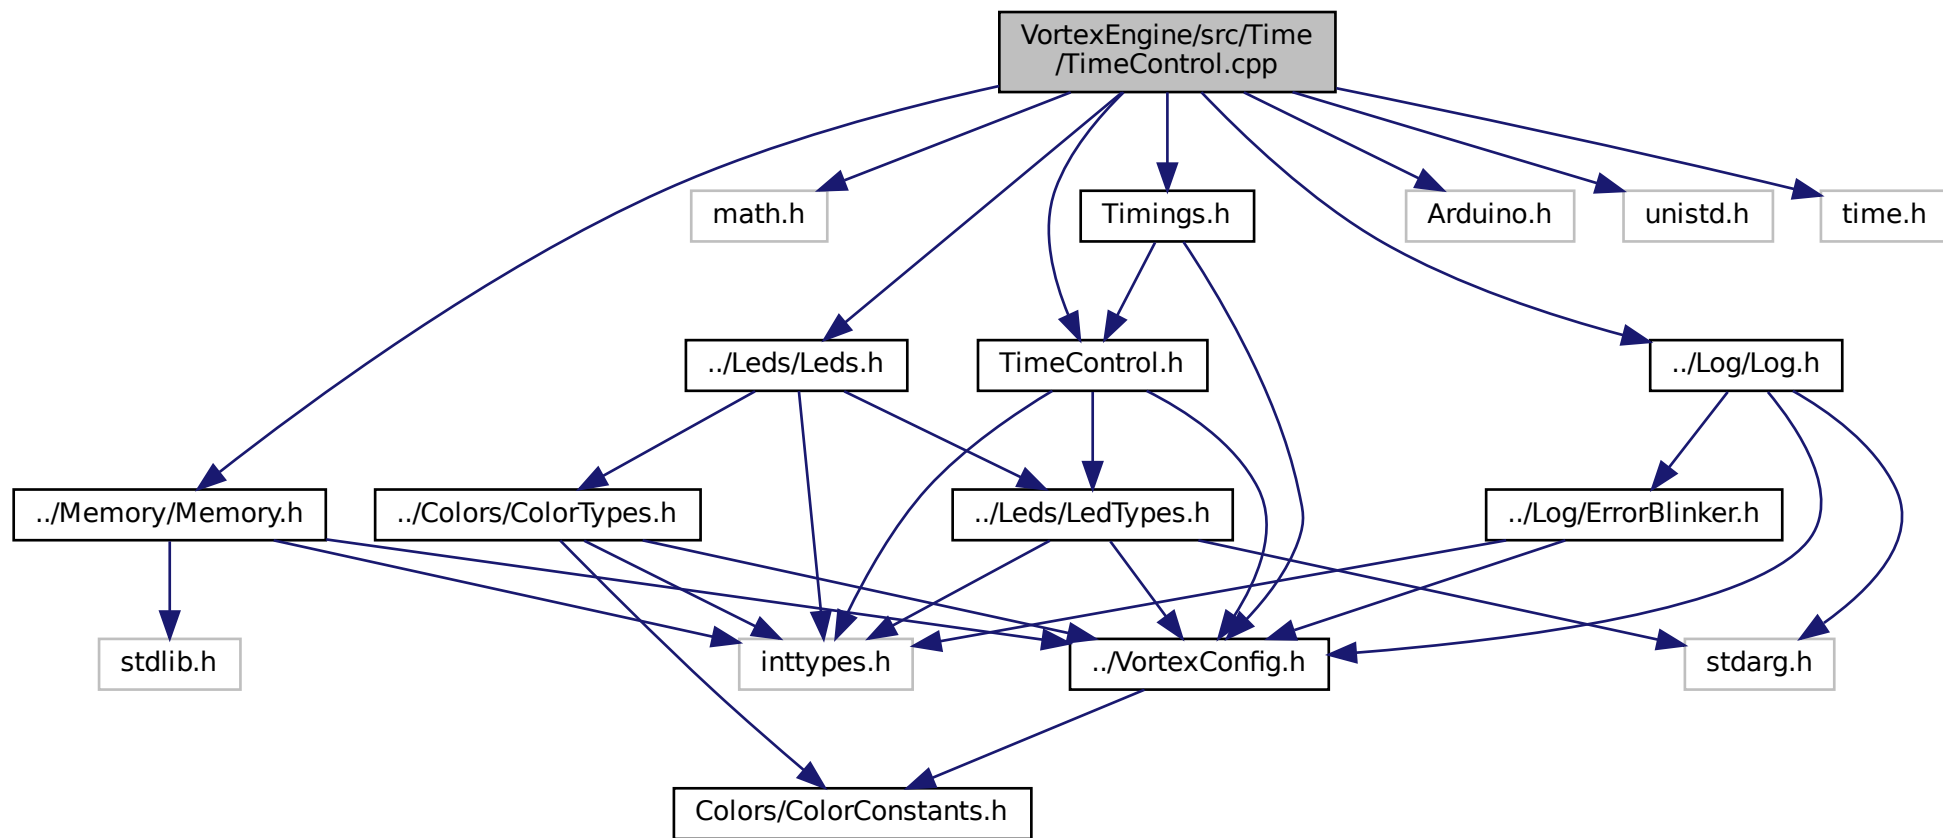 VortexEngine/src/Time
/TimeControl.cpp
math.h
Timings.h
Arduino.h
unistd.h
time.h
../Leds/Leds.h
TimeControl.h
../Log/Log.h
../Memory/Memory.h
../Colors/ColorTypes.h
../Leds/LedTypes.h
../Log/ErrorBlinker.h
stdlib.h
inttypes.h
../VortexConfig.h
stdarg.h
Colors/ColorConstants.h